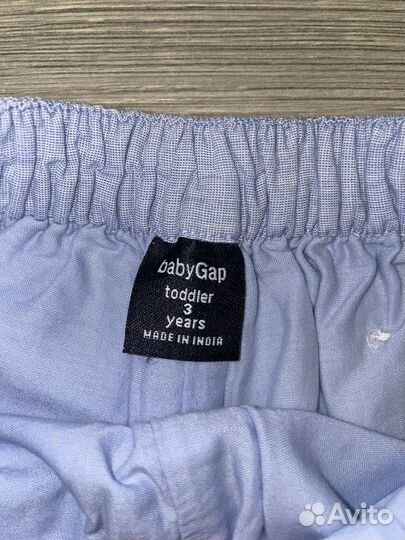 babyGap
toddler
3
years
MADE IN INDIA
Avito